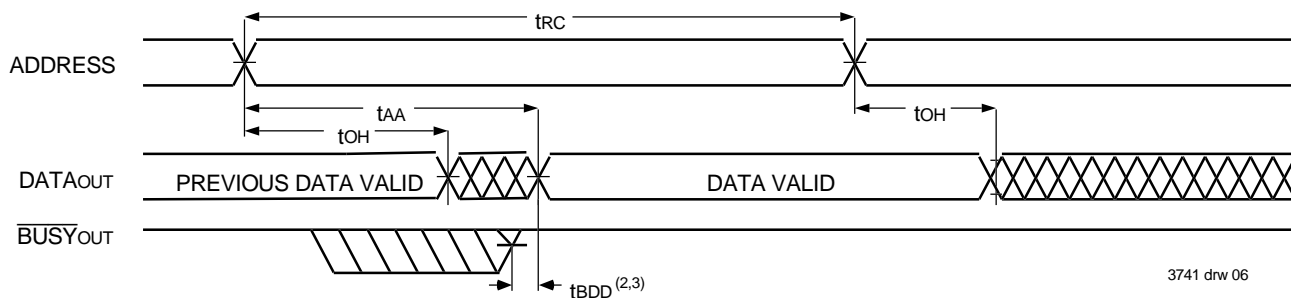 tRC
ADDRESS
tAA
tOH
tOH
DATAOUT
PREVIOUS DATA VALID
DATA VALID
BUSYOUT
tBDD (2,3)
3741 drw 06